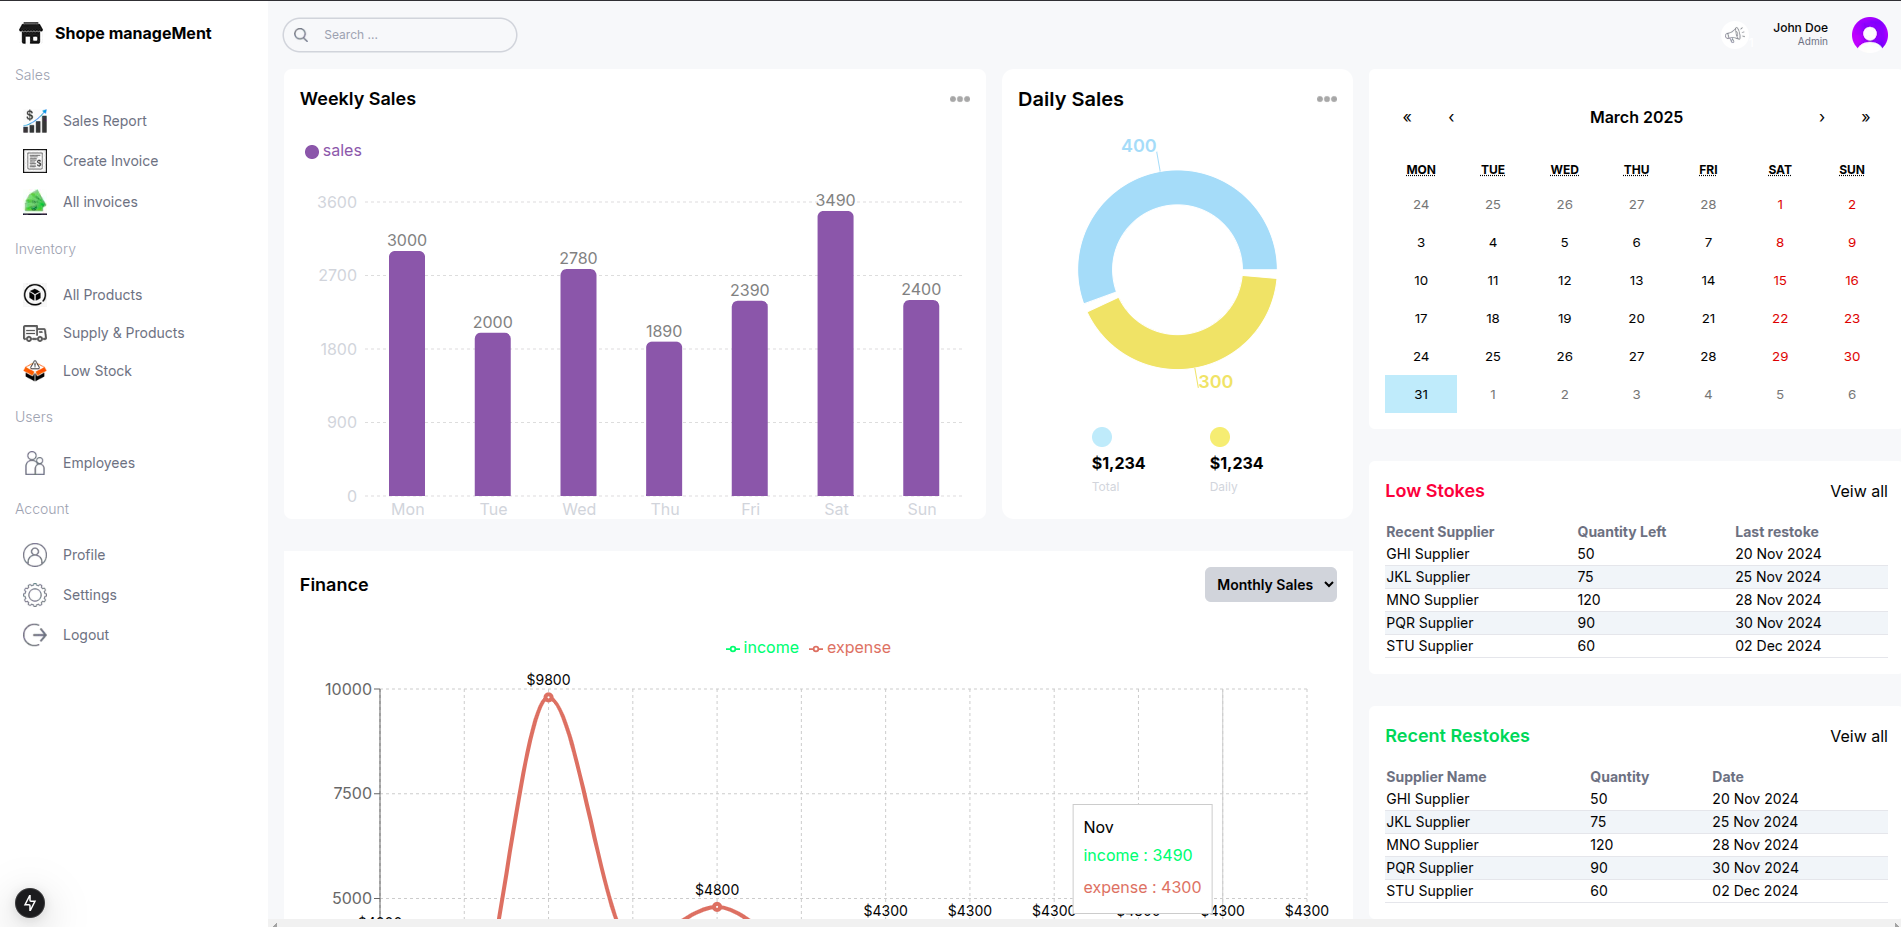 Shope manageMent
Sales
Sales Report
Create Invoice
All invoices
Inventory
All Products
Supply & Products
Low Stock
Users
Employees
Account
Profile
Settings
Logout
Search ...
John Doe
Admin
Weekly Sales
sales
3600
2700
1800
900
0
3000
2000
2780
1890
2390
3490
2400
Mon Tue Wed Thu Fri Sat Sun
Daily Sales
400
300
$1,234 $1,234
Total Daily
« ‹ March 2025 › »
MON TUE WED THU FRI SAT SUN
24 25 26 27 28 1 2
3 4 5 6 7 8 9
10 11 12 13 14 15 16
17 18 19 20 21 22 23
24 25 26 27 28 29 30
31 1 2 3 4 5 6
Low Stokes Veiw all
Recent Supplier Quantity Left Last restoke
GHI Supplier 50 20 Nov 2024
JKL Supplier 75 25 Nov 2024
MNO Supplier 120 28 Nov 2024
PQR Supplier 90 30 Nov 2024
STU Supplier 60 02 Dec 2024
Recent Restokes Veiw all
Supplier Name Quantity Date
GHI Supplier 50 20 Nov 2024
JKL Supplier 75 25 Nov 2024
MNO Supplier 120 28 Nov 2024
PQR Supplier 90 30 Nov 2024
STU Supplier 60 02 Dec 2024
Finance Monthly Sales
income expense
10000
7500
5000
$9800
$4800
$4300 $4300 $4300 $4300
Nov
income : 3490
expense : 4300